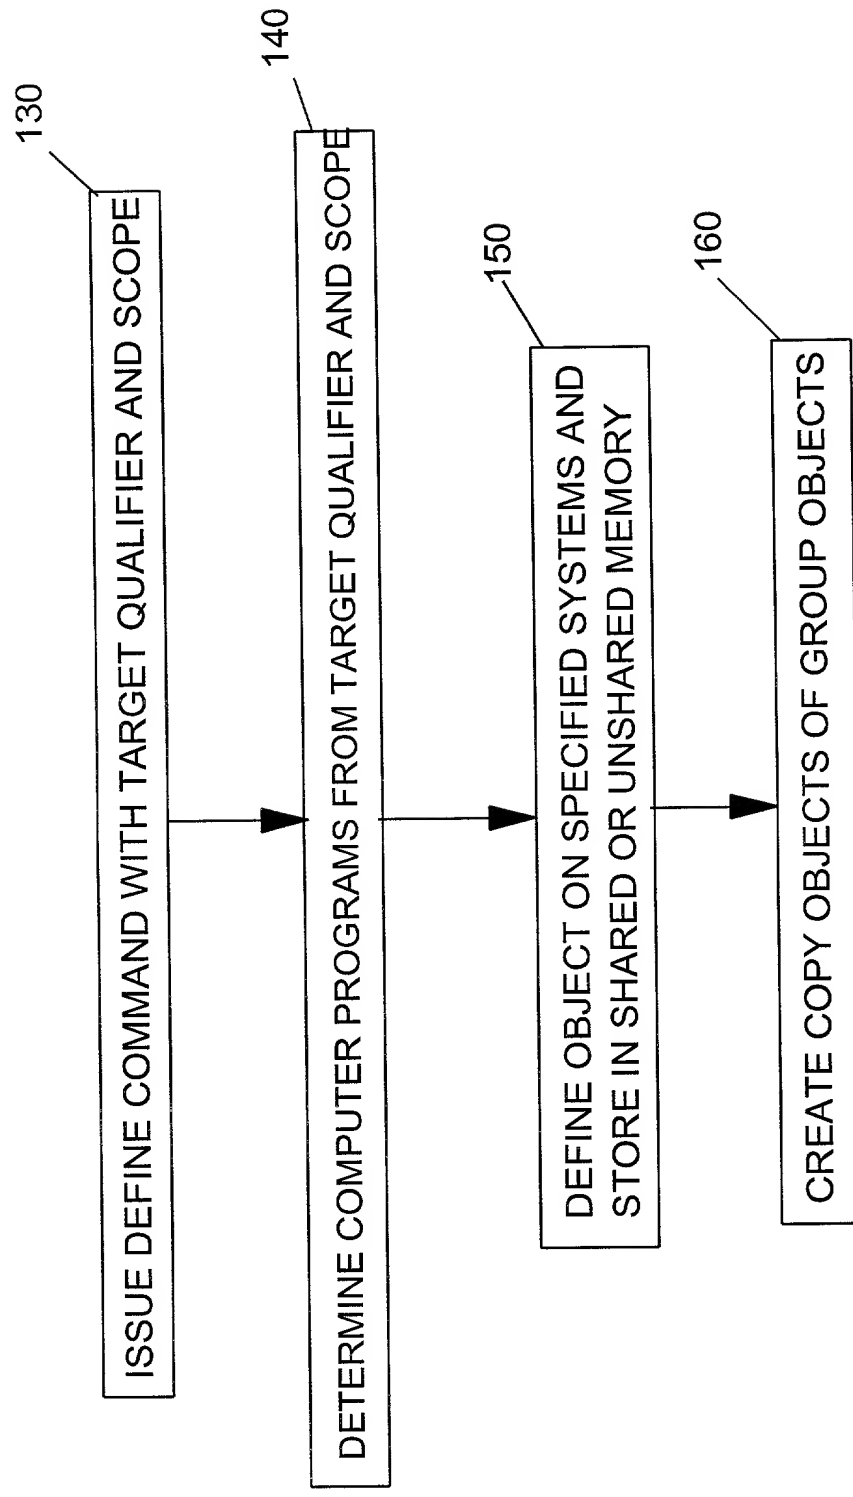 130
ISSUE DEFINE COMMAND WITH TARGET QUALIFIER AND SCOPE
140
DETERMINE COMPUTER PROGRAMS FROM TARGET QUALIFIER AND SCOPE
150
DEFINE OBJECT ON SPECIFIED SYSTEMS AND
STORE IN SHARED OR UNSHARED MEMORY
160
CREATE COPY OBJECTS OF GROUP OBJECTS